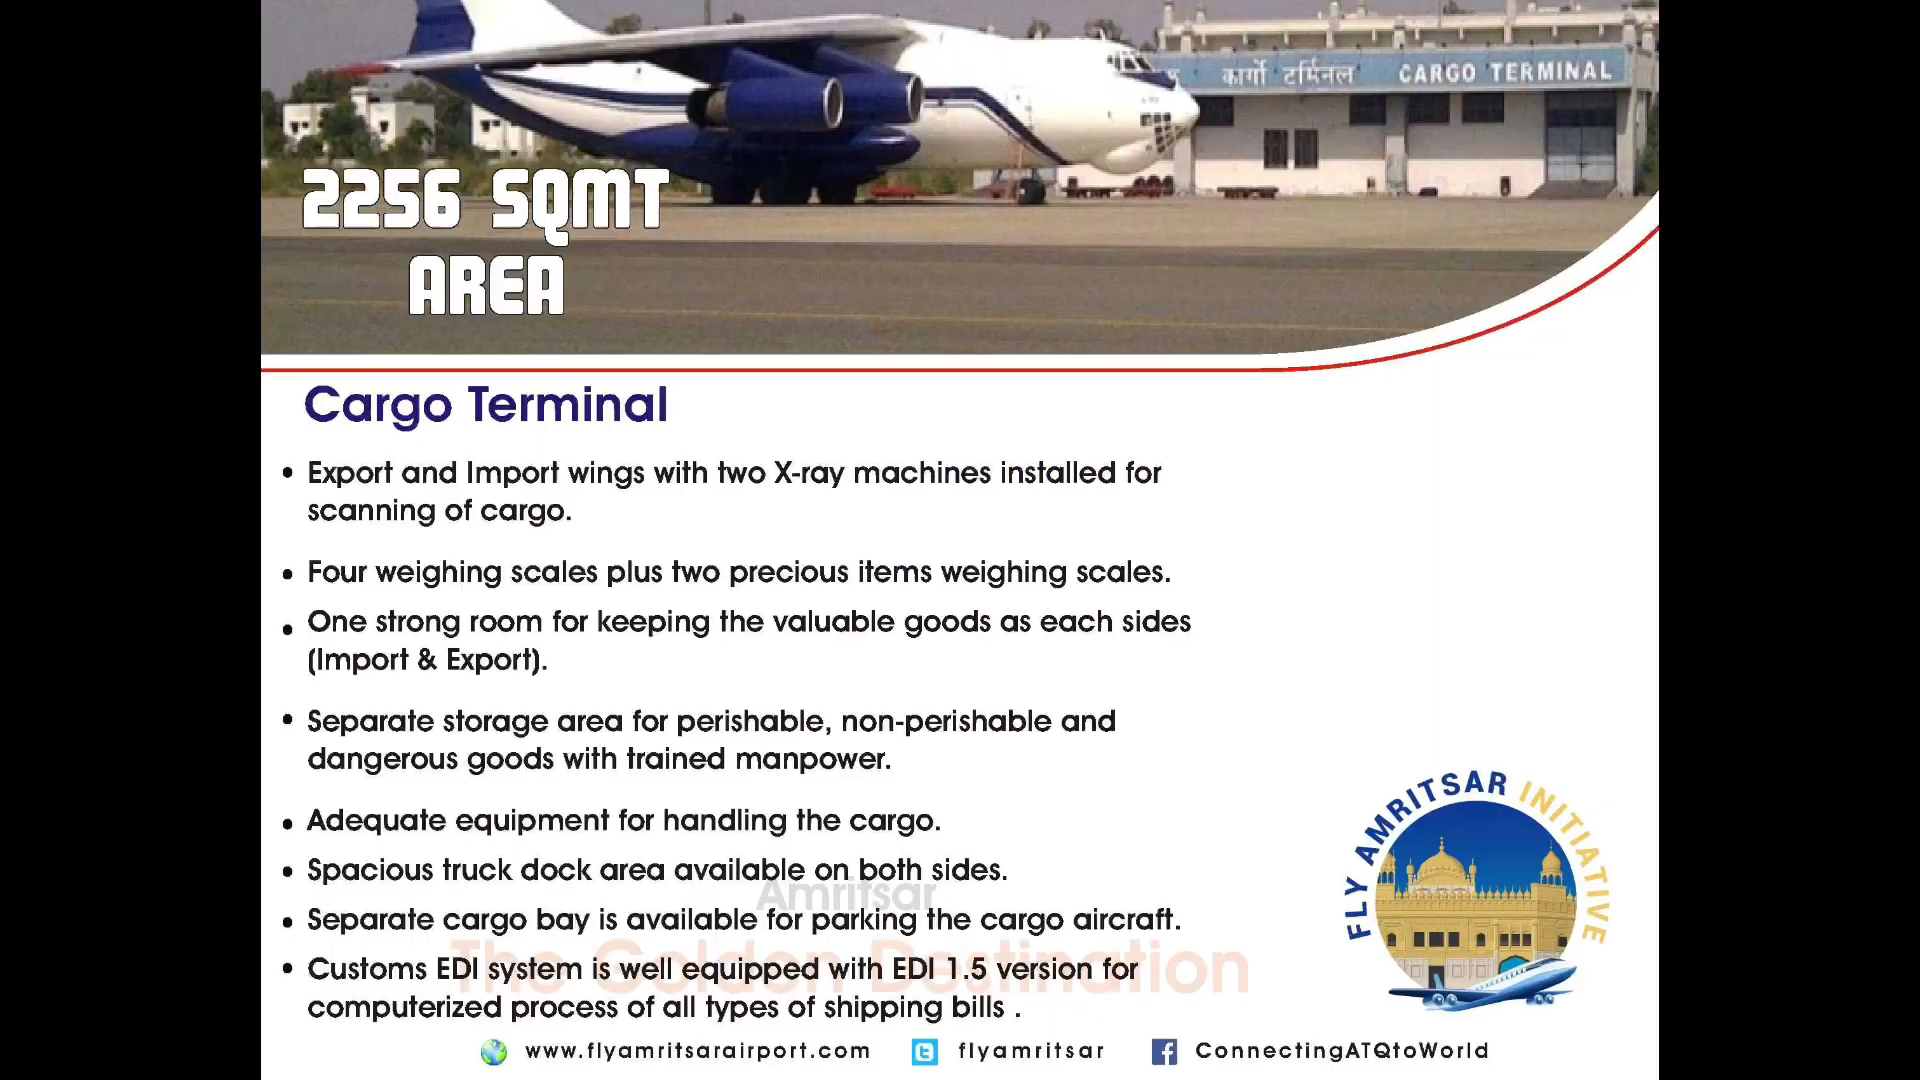 कार्गो टर्मिनल CARGO TERMINAL
2256 SQMT
AREA
Cargo Terminal
• Export and Import wings with two X-ray machines installed for
scanning of cargo.
• Four weighing scales plus two precious items weighing scales.
• One strong room for keeping the valuable goods as each sides
(Import & Export).
• Separate storage area for perishable, non-perishable and
dangerous goods with trained manpower.
• Adequate equipment for handling the cargo.
• Spacious truck dock area available on both sides.
Amritsar
• Separate cargo bay is available for parking the cargo aircraft.
The Golden Destination
• Customs EDI system is well equipped with EDI 1.5 version for
computerized process of all types of shipping bills .
FLY AMRITSAR INITIATIVE
www.flyamritsarairport.com flyamritsar ConnectingATQtoWorld